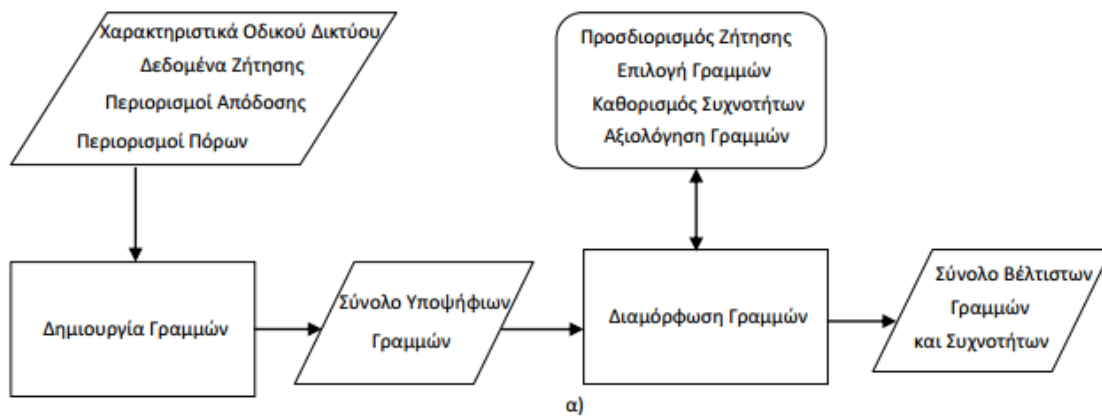 Χαρακτηριστικά Οδικού Δικτύου
Δεδομένα Ζήτησης
Περιορισμοί Απόδοσης
Περιορισμοί Πόρων
Προσδιορισμός Ζήτησης
Επιλογή Γραμμών
Καθορισμός Συχνοτήτων
Αξιολόγηση Γραμμών
Δημιουργία Γραμμών
Σύνολο Υποψήφιων
Γραμμών
Διαμόρφωση Γραμμών
Σύνολο Βέλτιστων
Γραμμών
και Συχνοτήτων
α)